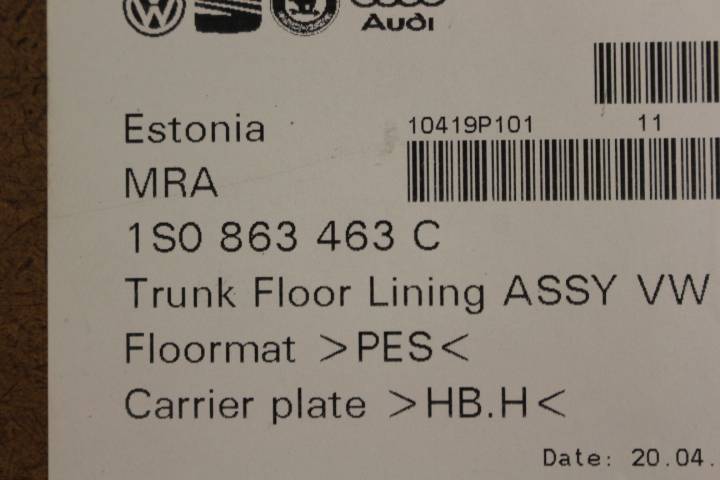 Audi
Estonia
10419P101 11
MRA
1S0 863 463 C
Trunk Floor Lining ASSY VW
Floormat >PES<
Carrier plate >HB.H<
Date: 20.04.